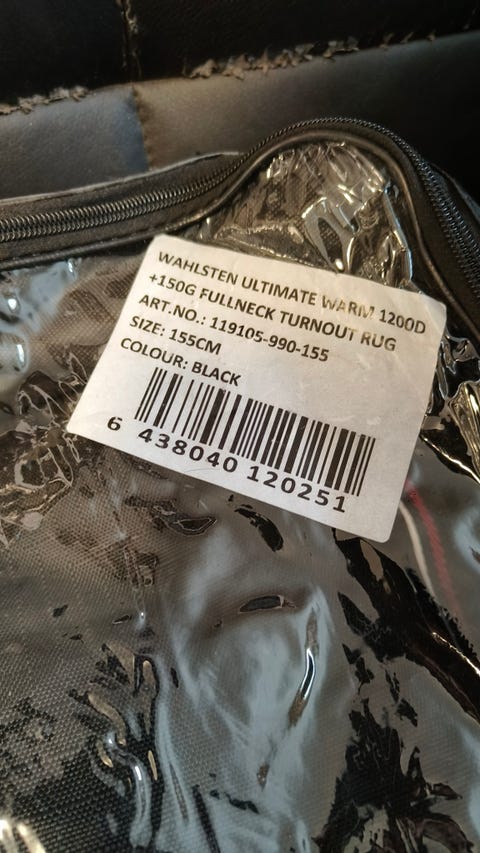 WAHLSTEN ULTIMATE WARM 1200D
+150G FULLNECK TURNOUT RUG
ART.NO.: 119105-990-155
SIZE: 155CM
COLOUR: BLACK
6 438040 120251